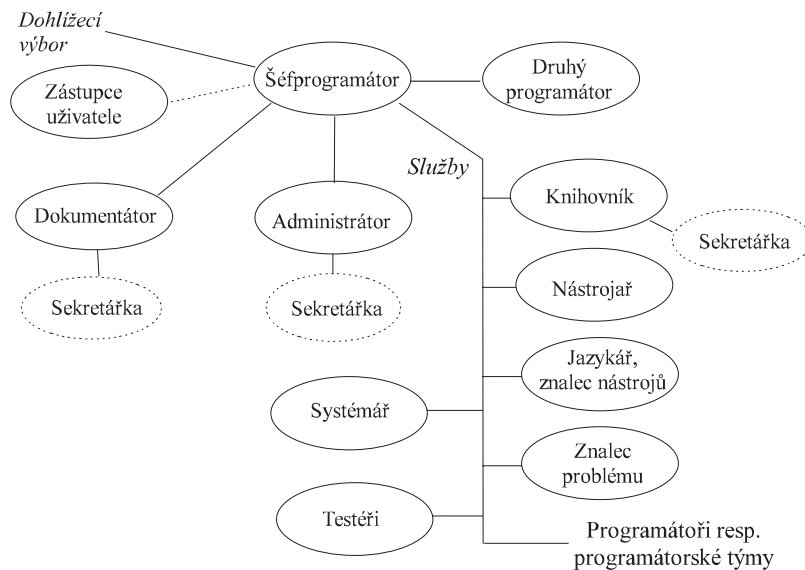 Dohlížecí
výbor
Šéfprogramátor
Druhý
programátor
Zástupce
uživatele
Služby
Knihovník
Dokumentátor
Administrátor
Sekretářka
Nástrojař
Sekretářka
Sekretářka
Jazykář,
znalec nástrojů
Systémář
Znalec
problému
Testéři
Programátoři resp.
programátorské týmy